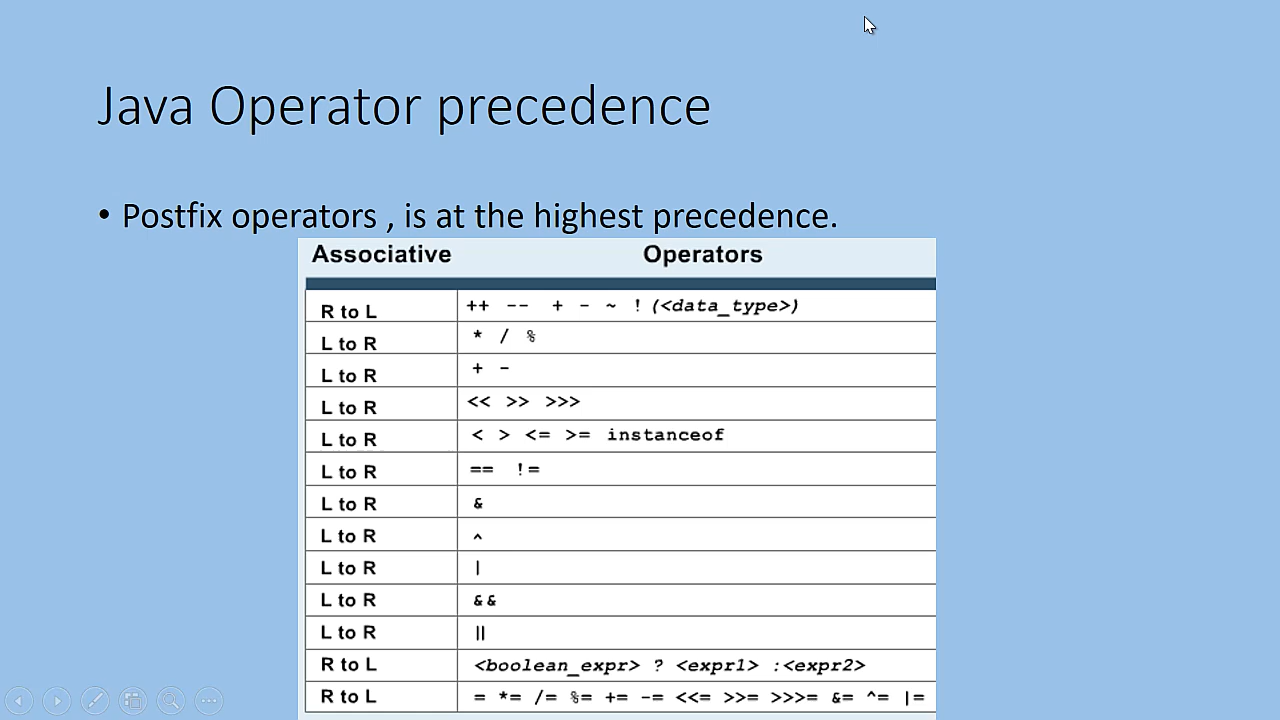 Java Operator precedence
• Postfix operators , is at the highest precedence.
Associative Operators
R to L ++ -- + - ~ ! (<data_type>)
L to R * / %
L to R + -
L to R << >> >>>
L to R < > <= >= instanceof
L to R == !=
L to R &
L to R ^
L to R |
L to R &&
L to R ||
R to L <boolean_expr> ? <expr1> :<expr2>
R to L = *= /= %= += -= <<= >>= >>>= &= ^= |=